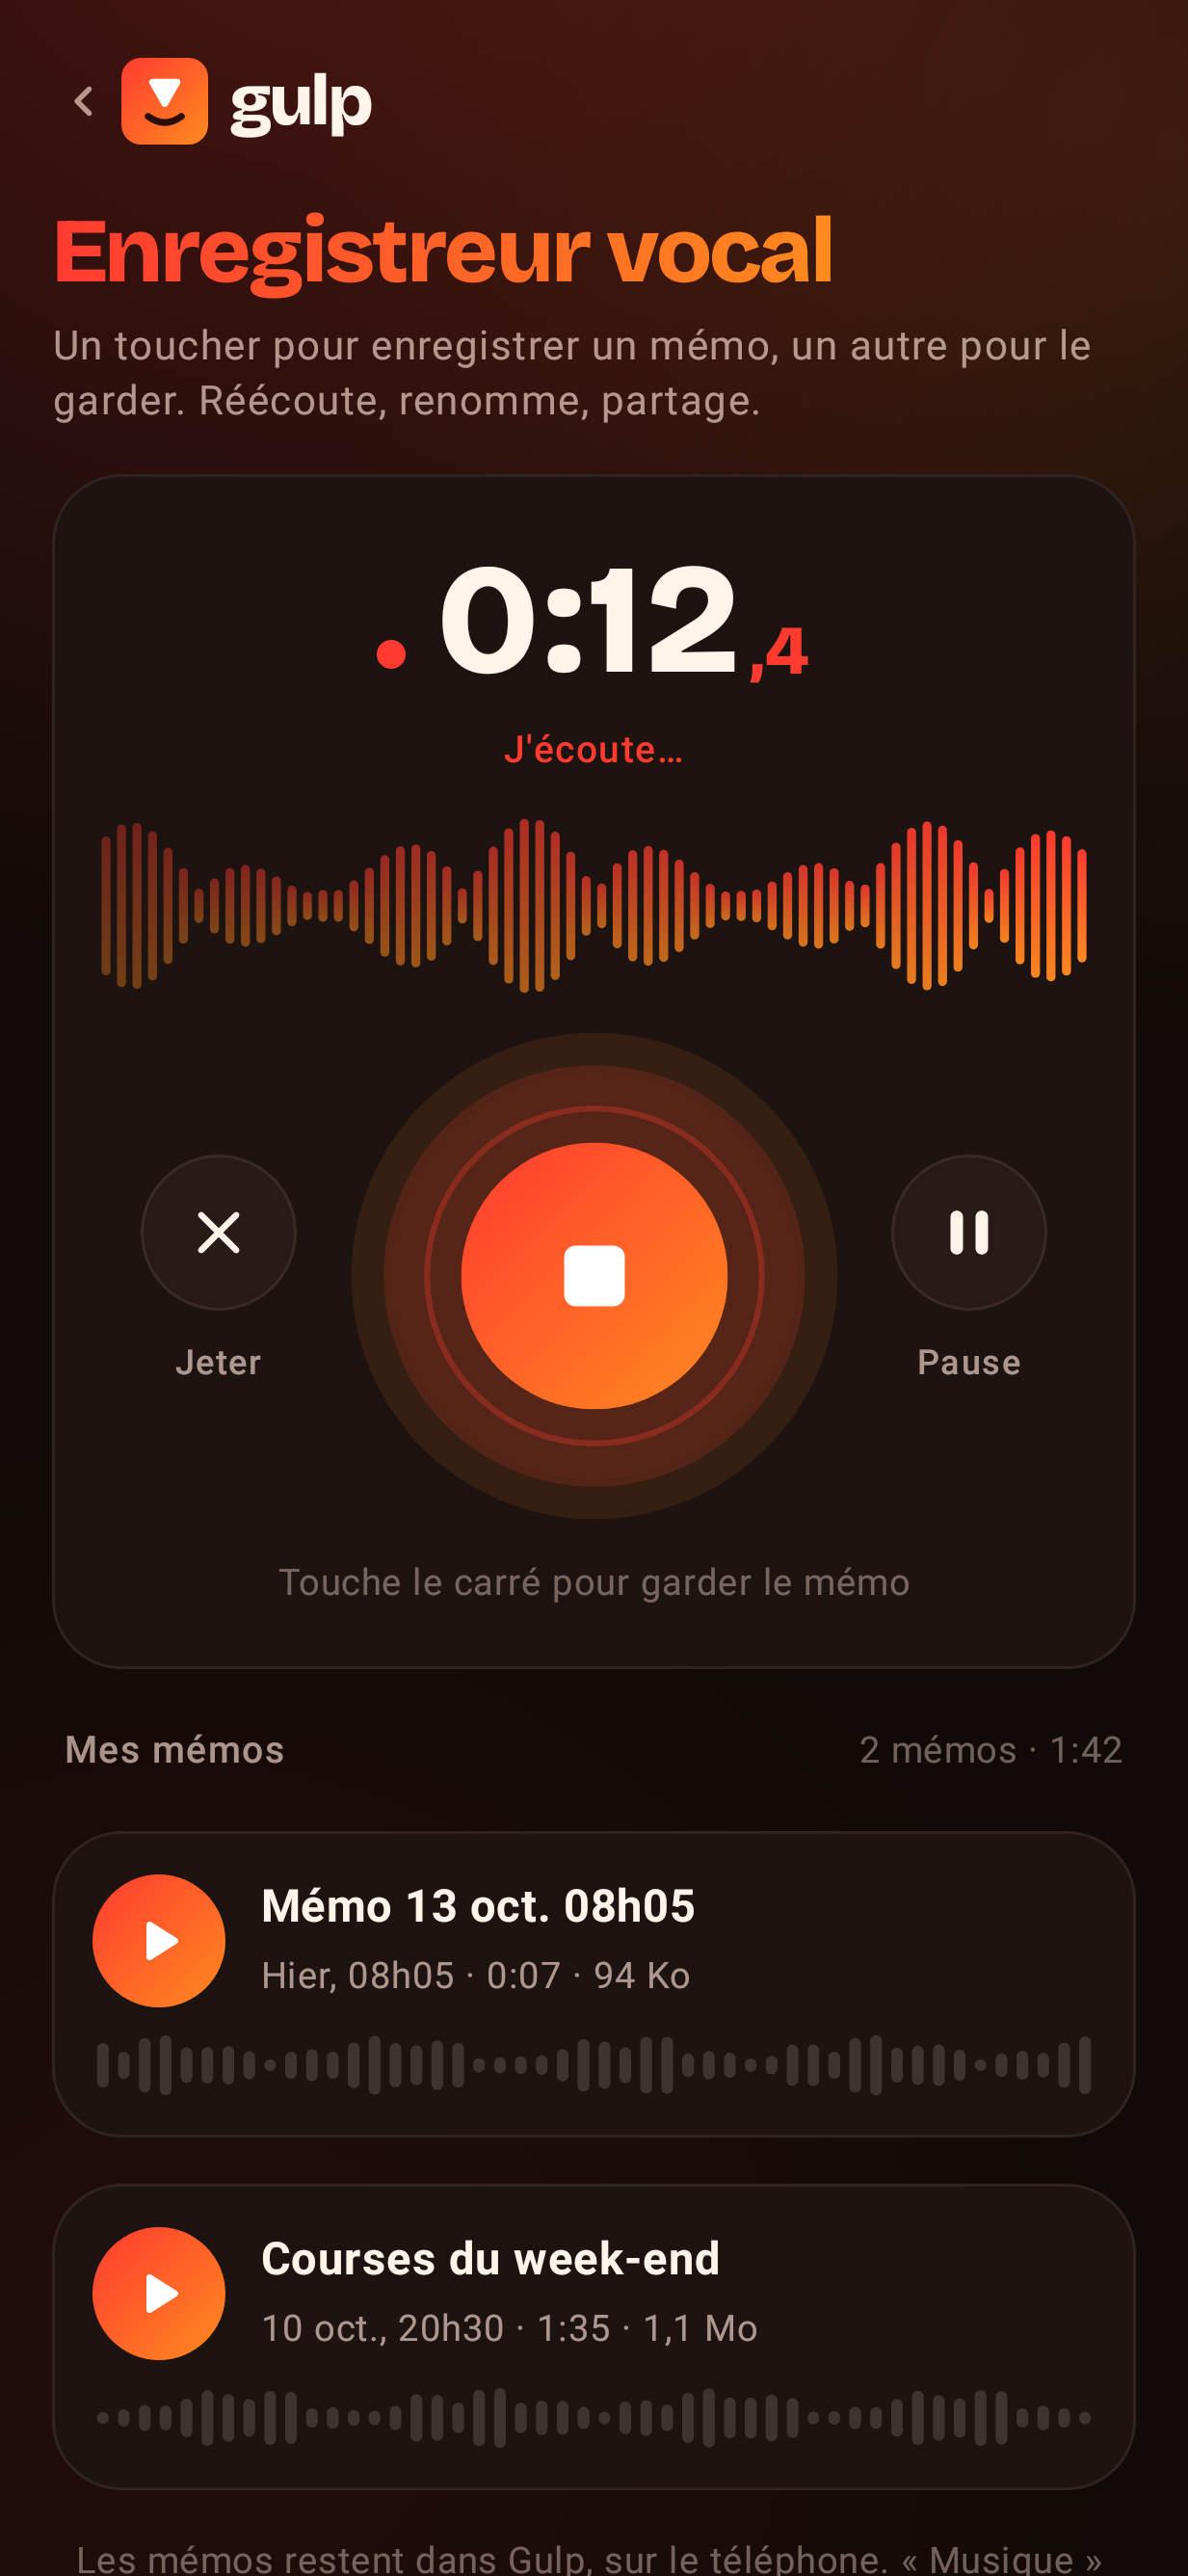 gulp
Enregistreur vocal
Un toucher pour enregistrer un mémo, un autre pour le
garder. Réécoute, renomme, partage.
0:12,4
J'écoute…
Jeter
Pause
Touche le carré pour garder le mémo
Mes mémos
2 mémos · 1:42
Mémo 13 oct. 08h05
Hier, 08h05 · 0:07 · 94 Ko
Courses du week-end
10 oct., 20h30 · 1:35 · 1,1 Mo
Les mémos restent dans Gulp, sur le téléphone. « Musique »